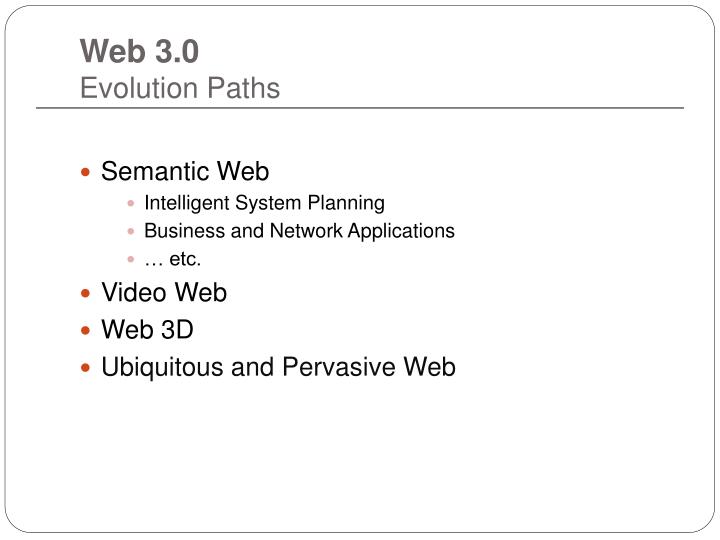 Web 3.0
Evolution Paths
Semantic Web
Intelligent System Planning
Business and Network Applications
… etc.
Video Web
Web 3D
Ubiquitous and Pervasive Web